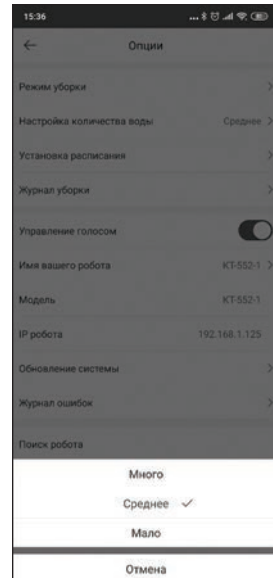 15:36
Опции
Режим уборки
Настройка количества воды Среднее
Установка расписания
Журнал уборки
Управление голосом
Имя вашего робота КТ-552-1
Модель КТ-552-1
IP робота 192.168.1.125
Обновление системы
Журнал ошибок
Поиск робота
Много
Среднее
Мало
Отмена